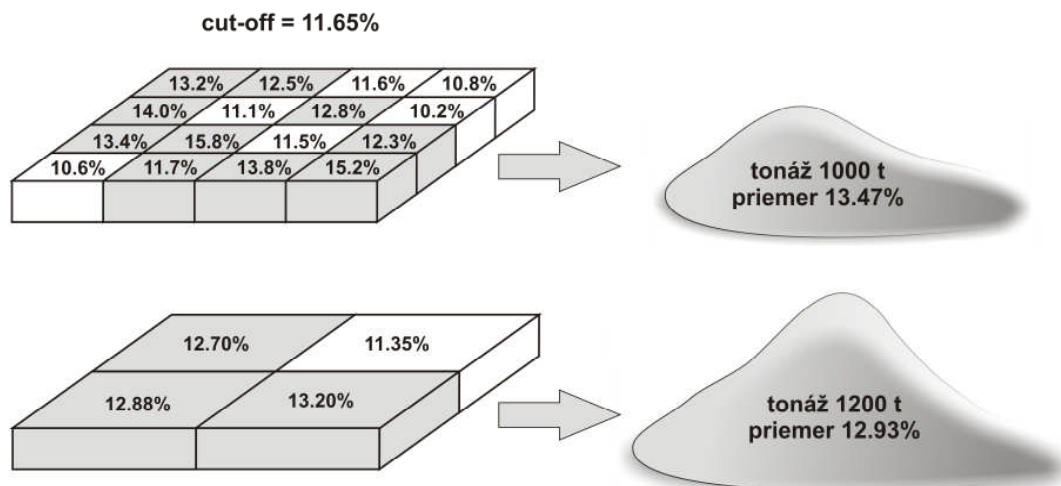 cut-off = 11.65%
13.2% 12.5% 11.6% 10.8%
14.0% 11.1% 12.8% 10.2%
13.4% 15.8% 11.5% 12.3%
10.6% 11.7% 13.8% 15.2%
tonáž 1000 t
priemer 13.47%
12.70% 11.35%
12.88% 13.20%
tonáž 1200 t
priemer 12.93%